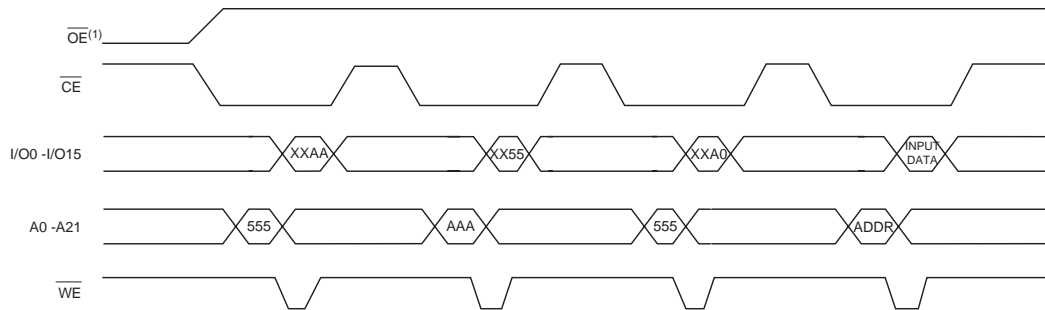 OE(1)
CE
I/O0 -I/O15
XXAA
XX55
XXA0
INPUT
DATA
A0 -A21
555
AAA
555
ADDR
WE